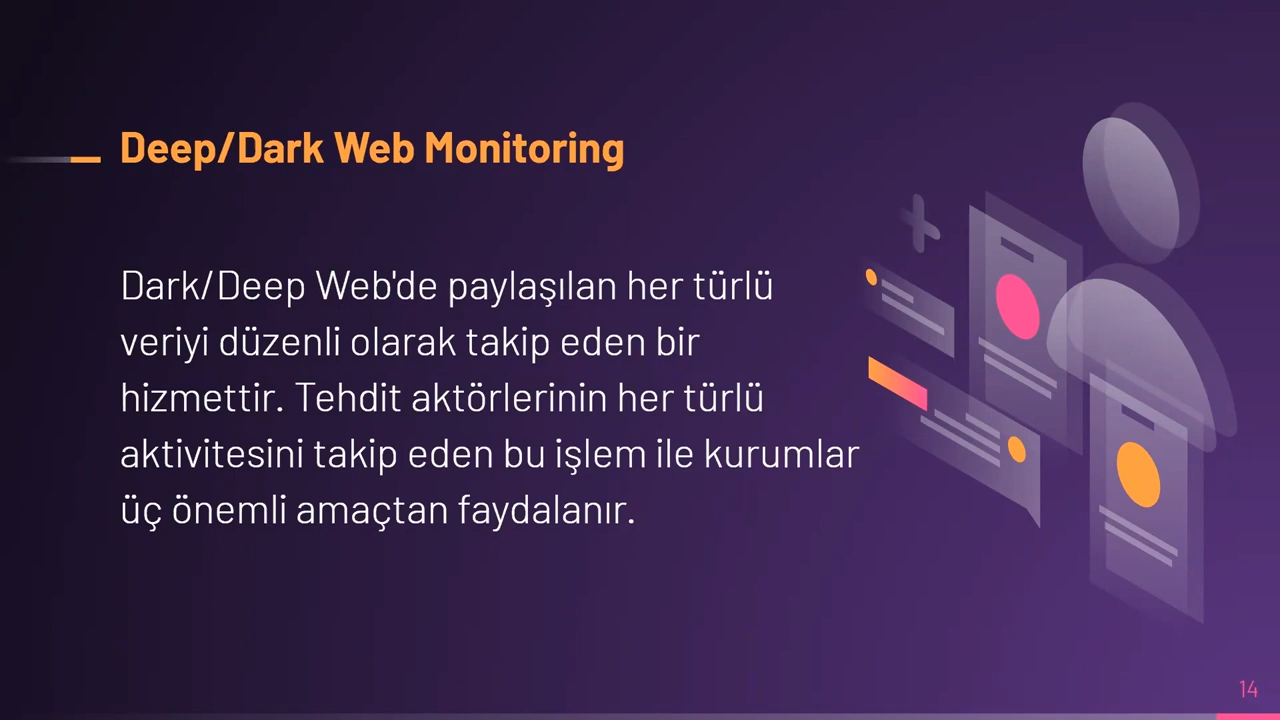 Deep/Dark Web Monitoring
Dark/Deep Web'de paylaşılan her türlü
veriyi düzenli olarak takip eden bir
hizmettir. Tehdit aktörlerinin her türlü
aktivitesini takip eden bu işlem ile kurumlar
üç önemli amaçtan faydalanır.
14